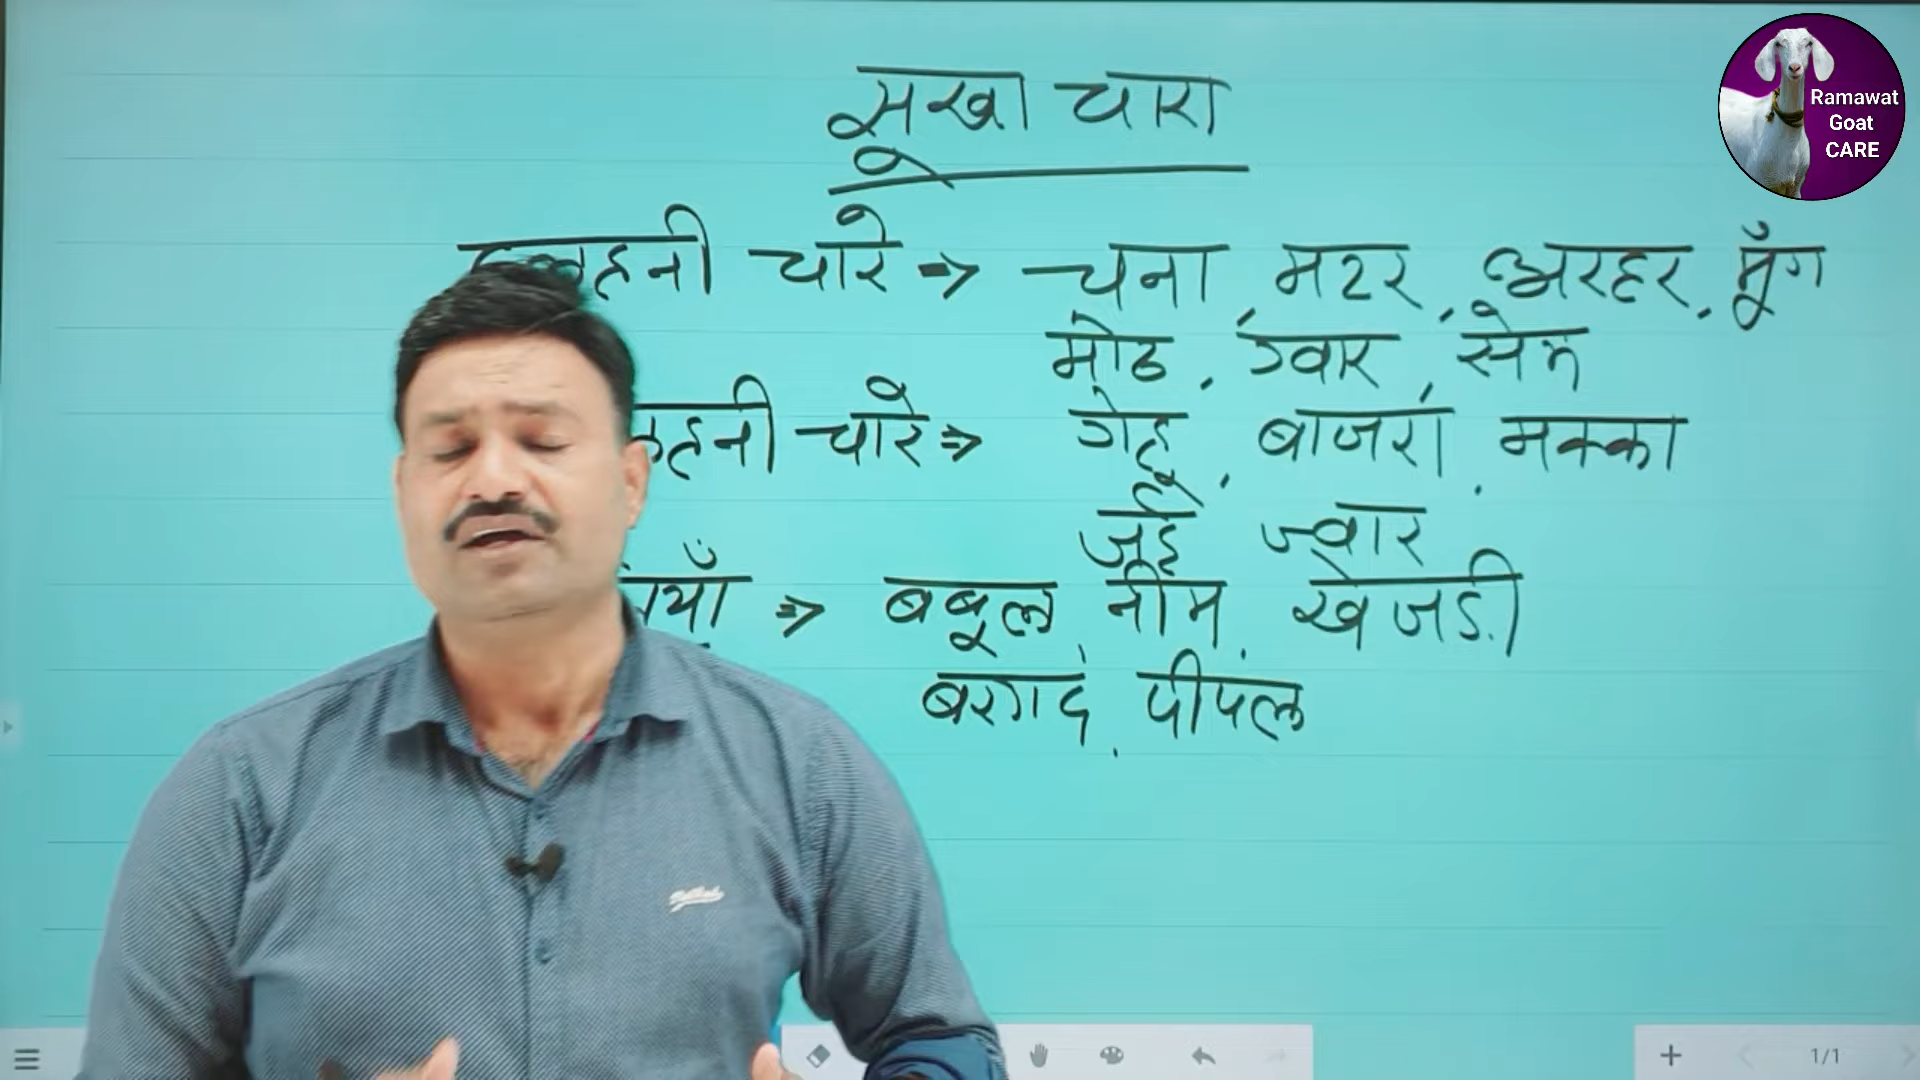 सूखा चारा
चारे ⇒ चना, मटर, अरहर, मूँग
मोठ, ग्वार, सेम
चारे ⇒ गेहूं, बाजरा, मक्का
जई ज्वार
⇒ बबूल, नीम, खेजड़ी
बरगद, पीपल
Ramawat
Goat
CARE
1/1